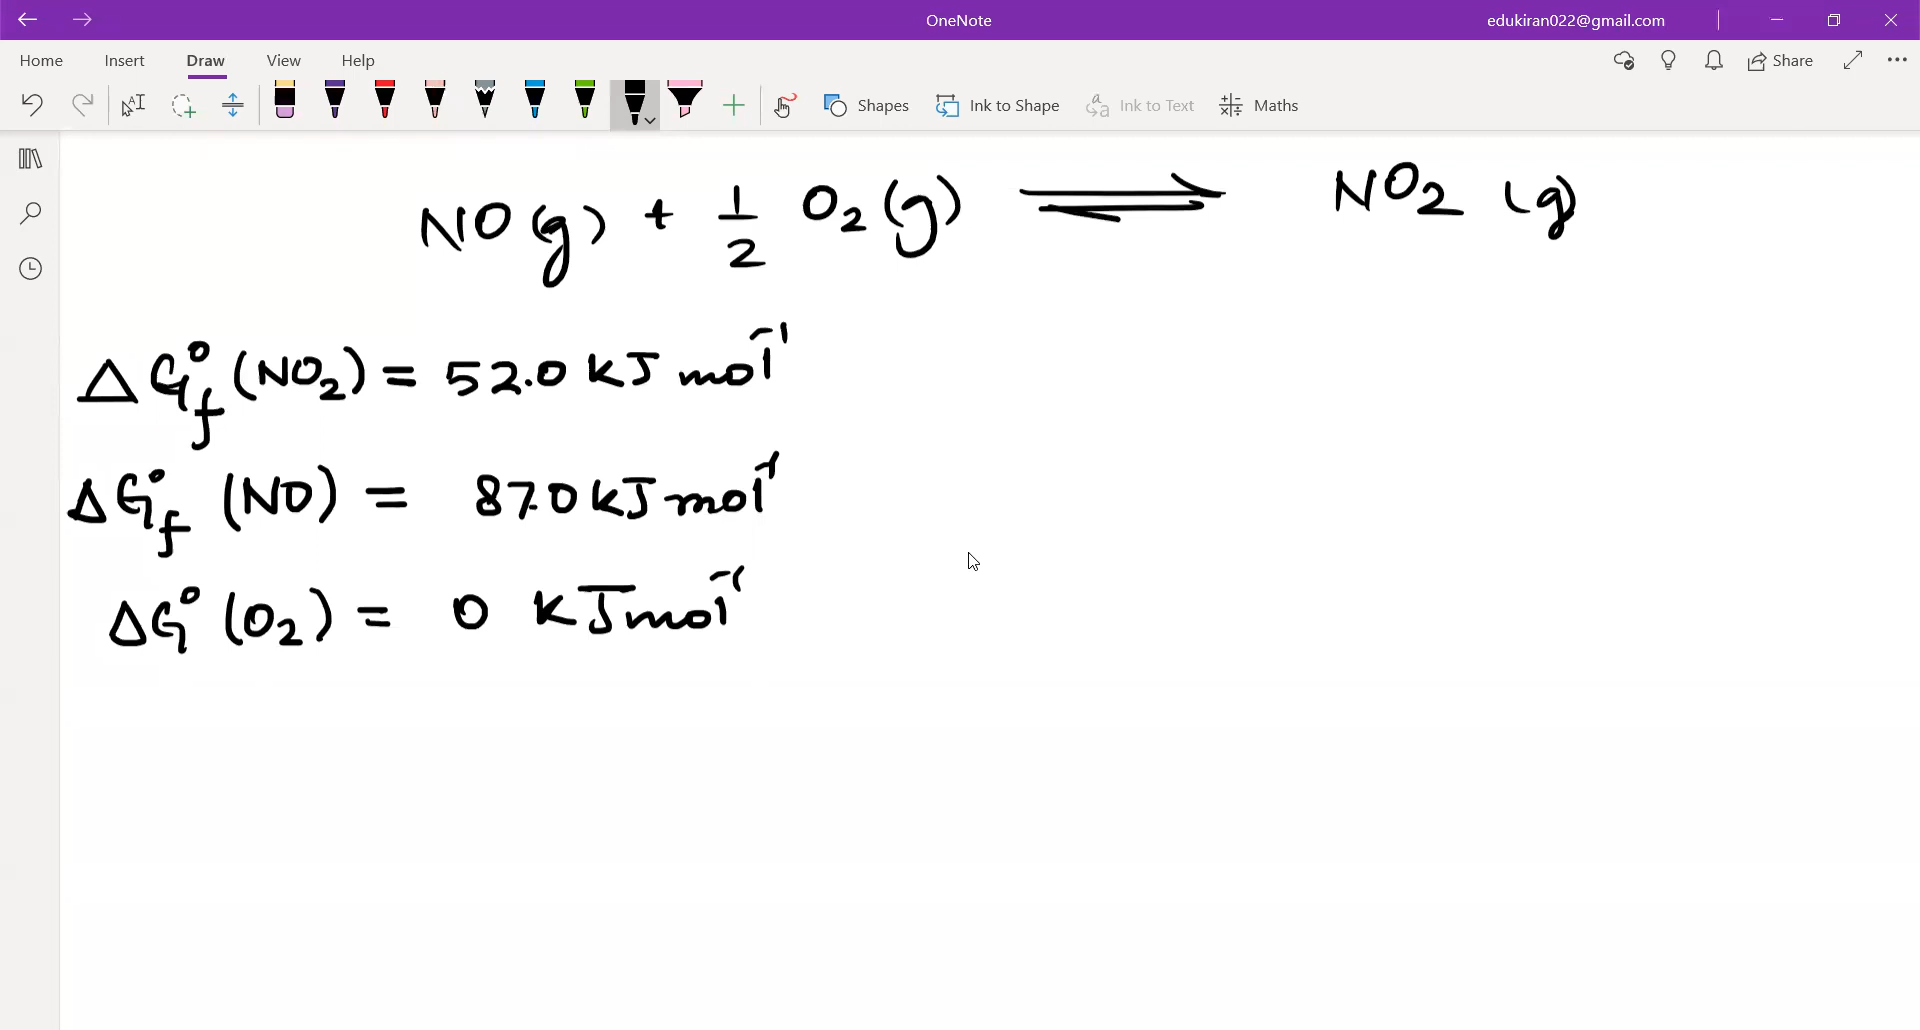 OneNote
edukiran022@gmail.com
Home Insert Draw View Help
Share
Shapes Ink to Shape Ink to Text Maths
NO(g) + 1/2 O₂(g) ⇌ NO₂ (g)
ΔG°f (NO₂) = 52.0 kJ mol⁻¹
ΔG°f (NO) = 87.0 kJ mol⁻¹
ΔG° (O₂) = 0 KJ mol⁻¹